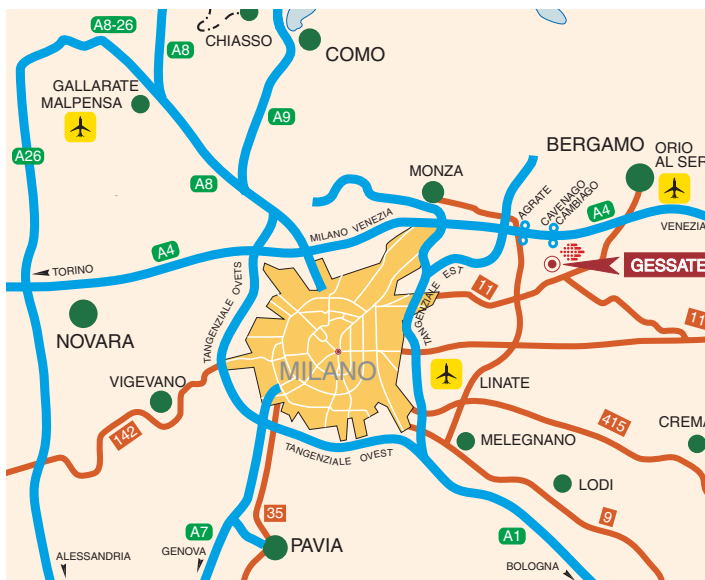 A8-26
CHIASSO
A8
COMO
GALLARATE
MALPENSA
A9
A26
BERGAMO
ORIO
AL SER
MONZA
A8
AGRATE
CAVENAGO
CAMBIAGO
A4
MILANO VENEZIA
VENEZIA
A4
TORINO
GESSATE
TANGENZIALE EST
11
TANGENZIALE OVETS
11
NOVARA
MILANO
VIGEVANO
LINATE
142
415
CREMA
MELEGNANO
TANGENZIALE OVEST
LODI
35
9
A7
A1
PAVIA
ALESSANDRIA
GENOVA
BOLOGNA